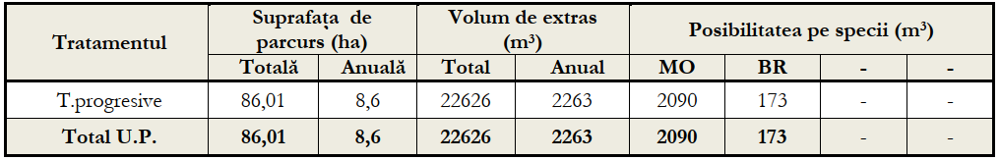 Tratamentul | Suprafața de parcurs (ha) | Volum de extras (m³) | Posibilitatea pe specii (m³)
Totală | Anuală | Total | Anual | MO | BR | - | -
T.progresive | 86,01 | 8,6 | 22626 | 2263 | 2090 | 173 | - | -
Total U.P. | 86,01 | 8,6 | 22626 | 2263 | 2090 | 173 | - | -